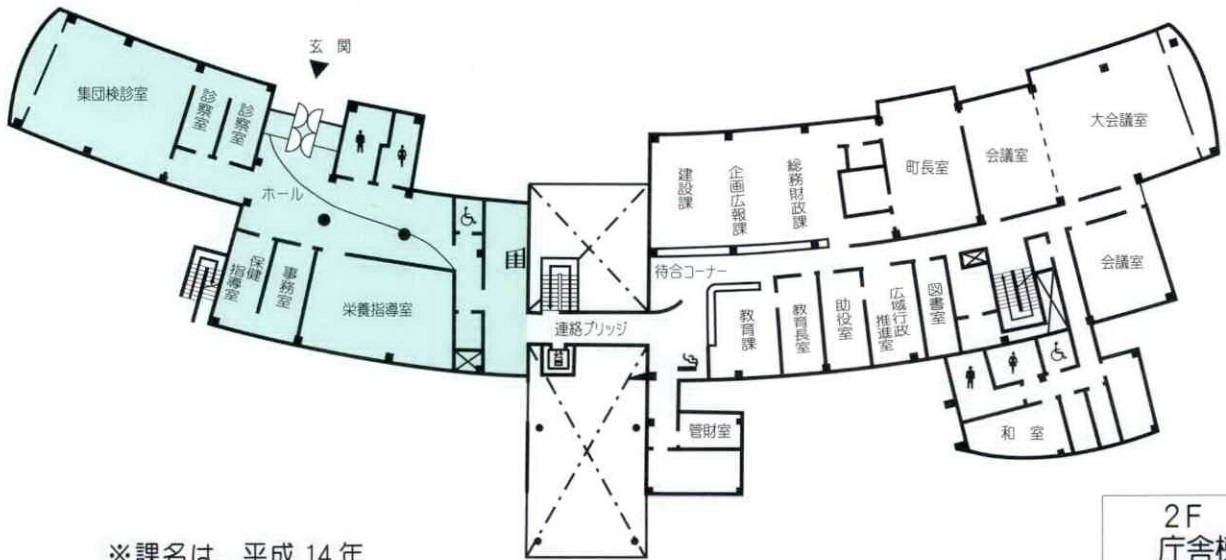 玄 関
集団検診室
診察室
診察室
ホール
保健指導室
事務室
栄養指導室
連絡ブリッジ
建設課
企画広報課
総務財政課
町長室
会議室
大会議室
会議室
待合コーナー
教育課
教育長室
助役室
広域行政推進室
図書室
管財室
和 室
※課名は、平成 14 年
2F